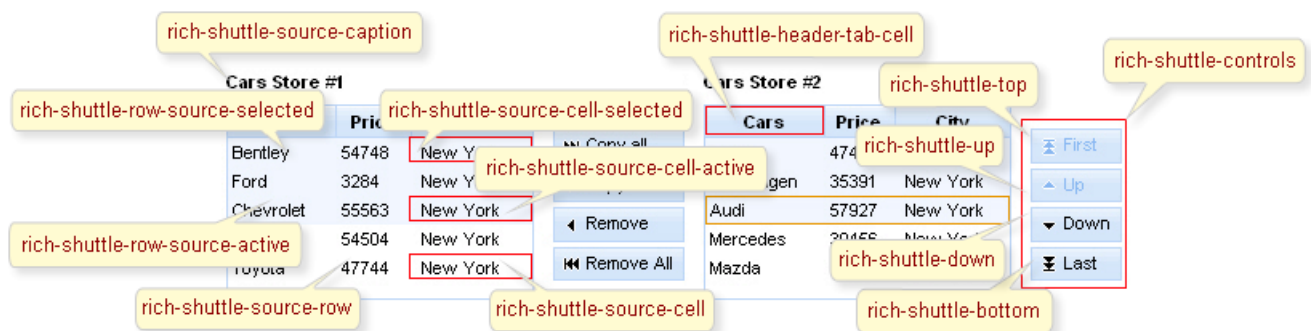 rich-shuttle-source-caption
rich-shuttle-header-tab-cell
rich-shuttle-controls
Cars Store #1
Cars Store #2
rich-shuttle-top
rich-shuttle-row-source-selected
rich-shuttle-source-cell-selected
Cars Price City
First
Bentley 54748 New
Copy all
rich-shuttle-up
Up
rich-shuttle-source-cell-active
Ford 3284 New
35391 New York
Chevrolet 55563 New York
Audi 57927 New York
Remove
Down
rich-shuttle-row-source-active
54504 New York
Mercedes
rich-shuttle-down
Toyota 47744 New York
Remove All
Mazda
Last
rich-shuttle-source-row
rich-shuttle-source-cell
rich-shuttle-bottom